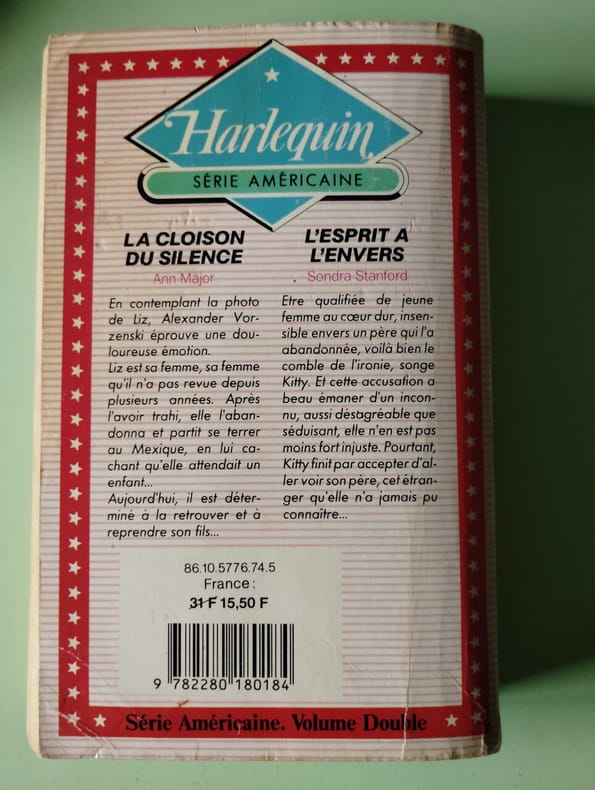 Harlequin
SÉRIE AMÉRICAINE
LA CLOISON
DU SILENCE
Ann Major
En contemplant la photo
de Liz, Alexander Vor-
zenski éprouve une dou-
loureuse émotion.
Liz est sa femme, sa femme
qu'il n'a pas revue depuis
plusieurs années. Après
l'avoir trahi, elle l'aban-
donna et partit se terrer
au Mexique, en lui ca-
chant qu'elle attendait un
enfant...
Aujourd'hui, il est déter-
miné à la retrouver et à
reprendre son fils...
L'ESPRIT A
L'ENVERS
Sondra Stanford
Etre qualifiée de jeune
femme au cœur dur, insen-
sible envers un père qui l'a
abandonnée, voilà bien le
comble de l'ironie, songe
Kitty. Et cette accusation a
beau émaner d'un incon-
nu, aussi désagréable que
séduisant, elle n'en est pas
moins fort injuste. Pourtant,
Kitty finit par accepter d'al-
ler voir son père, cet étran-
ger qu'elle n'a jamais pu
connaître...
86.10.5776.74.5
France :
31 F 15,50 F
9 782280 180184
Série Américaine. Volume Double